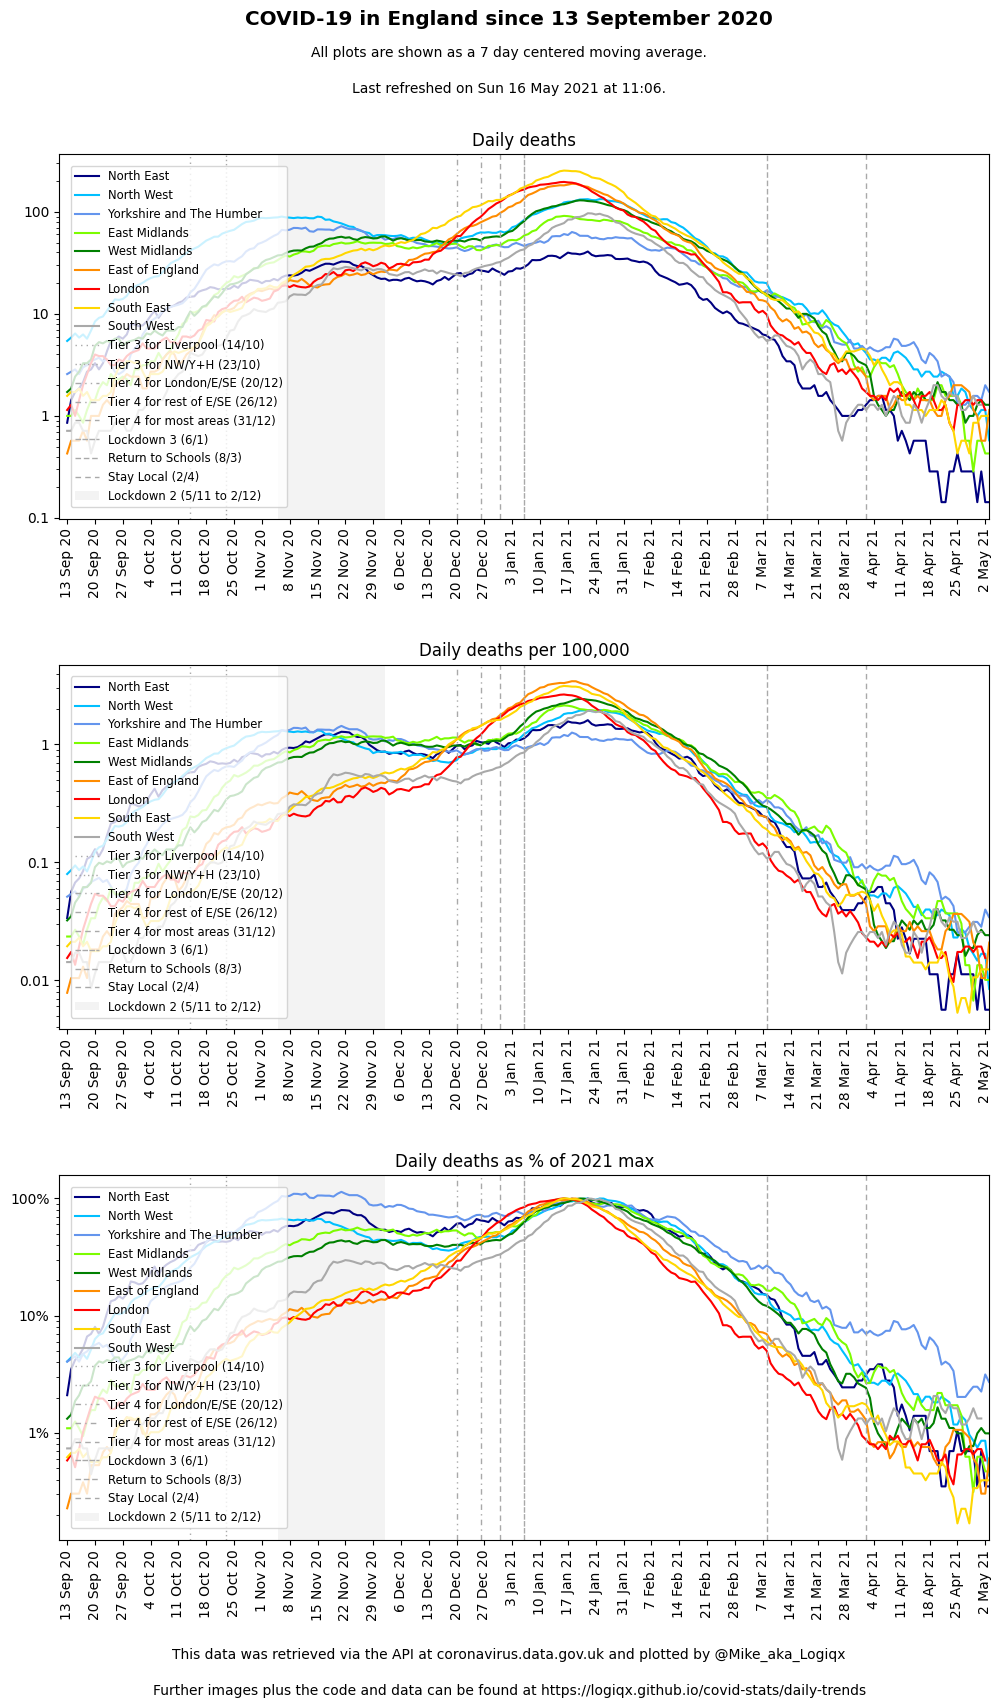 COVID-19 in England since 13 September 2020
All plots are shown as a 7 day centered moving average.
Last refreshed on Sun 16 May 2021 at 11:06.
Daily deaths
100
10
1
0.1
North East
North West
Yorkshire and The Humber
East Midlands
West Midlands
East of England
London
South East
South West
Tier 3 for Liverpool (14/10)
Tier 3 for NW/Y+H (23/10)
Tier 4 for London/E/SE (20/12)
Tier 4 for rest of E/SE (26/12)
Tier 4 for most areas (31/12)
Lockdown 3 (6/1)
Return to Schools (8/3)
Stay Local (2/4)
Lockdown 2 (5/11 to 2/12)
13 Sep 20
20 Sep 20
27 Sep 20
4 Oct 20
11 Oct 20
18 Oct 20
25 Oct 20
1 Nov 20
8 Nov 20
15 Nov 20
22 Nov 20
29 Nov 20
6 Dec 20
13 Dec 20
20 Dec 20
27 Dec 20
3 Jan 21
10 Jan 21
17 Jan 21
24 Jan 21
31 Jan 21
7 Feb 21
14 Feb 21
21 Feb 21
28 Feb 21
7 Mar 21
14 Mar 21
21 Mar 21
28 Mar 21
4 Apr 21
11 Apr 21
18 Apr 21
25 Apr 21
2 May 21
Daily deaths per 100,000
1
0.1
0.01
North East
North West
Yorkshire and The Humber
East Midlands
West Midlands
East of England
London
South East
South West
Tier 3 for Liverpool (14/10)
Tier 3 for NW/Y+H (23/10)
Tier 4 for London/E/SE (20/12)
Tier 4 for rest of E/SE (26/12)
Tier 4 for most areas (31/12)
Lockdown 3 (6/1)
Return to Schools (8/3)
Stay Local (2/4)
Lockdown 2 (5/11 to 2/12)
13 Sep 20
20 Sep 20
27 Sep 20
4 Oct 20
11 Oct 20
18 Oct 20
25 Oct 20
1 Nov 20
8 Nov 20
15 Nov 20
22 Nov 20
29 Nov 20
6 Dec 20
13 Dec 20
20 Dec 20
27 Dec 20
3 Jan 21
10 Jan 21
17 Jan 21
24 Jan 21
31 Jan 21
7 Feb 21
14 Feb 21
21 Feb 21
28 Feb 21
7 Mar 21
14 Mar 21
21 Mar 21
28 Mar 21
4 Apr 21
11 Apr 21
18 Apr 21
25 Apr 21
2 May 21
Daily deaths as % of 2021 max
100%
10%
1%
North East
North West
Yorkshire and The Humber
East Midlands
West Midlands
East of England
London
South East
South West
Tier 3 for Liverpool (14/10)
Tier 3 for NW/Y+H (23/10)
Tier 4 for London/E/SE (20/12)
Tier 4 for rest of E/SE (26/12)
Tier 4 for most areas (31/12)
Lockdown 3 (6/1)
Return to Schools (8/3)
Stay Local (2/4)
Lockdown 2 (5/11 to 2/12)
13 Sep 20
20 Sep 20
27 Sep 20
4 Oct 20
11 Oct 20
18 Oct 20
25 Oct 20
1 Nov 20
8 Nov 20
15 Nov 20
22 Nov 20
29 Nov 20
6 Dec 20
13 Dec 20
20 Dec 20
27 Dec 20
3 Jan 21
10 Jan 21
17 Jan 21
24 Jan 21
31 Jan 21
7 Feb 21
14 Feb 21
21 Feb 21
28 Feb 21
7 Mar 21
14 Mar 21
21 Mar 21
28 Mar 21
4 Apr 21
11 Apr 21
18 Apr 21
25 Apr 21
2 May 21
This data was retrieved via the API at coronavirus.data.gov.uk and plotted by @Mike_aka_Logiqx
Further images plus the code and data can be found at https://logiqx.github.io/covid-stats/daily-trends